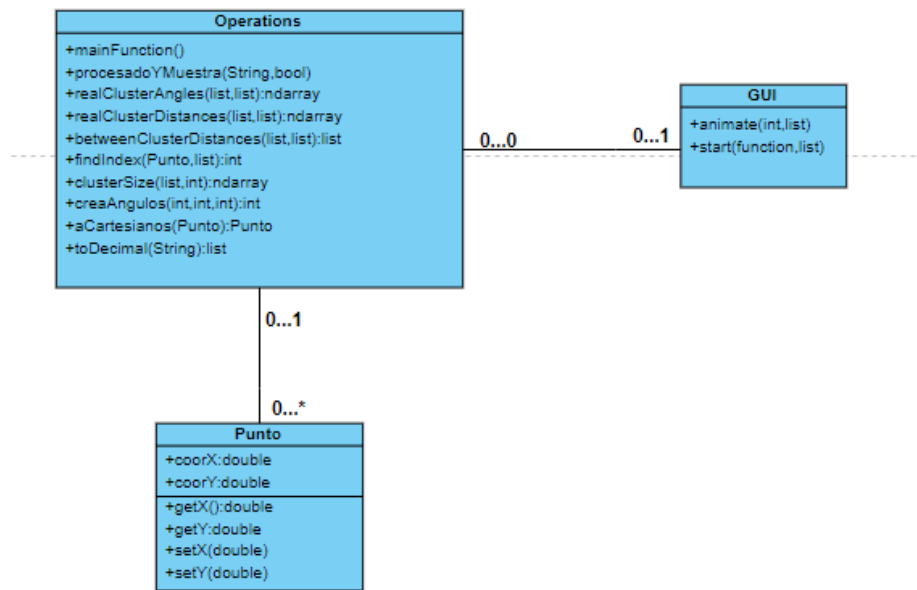 Operations
+mainFunction()
+procesadoYMuestra(String,bool)
+realClusterAngles(list,list):ndarray
+realClusterDistances(list,list):ndarray
+betweenClusterDistances(list,list):list
+findIndex(Punto,list):int
+clusterSize(list,int):ndarray
+creaAngulos(int,int,int):int
+aCartesianos(Punto):Punto
+toDecimal(String):list
0...0
0...1
GUI
+animate(int,list)
+start(function,list)
0...1
0...*
Punto
+coorX:double
+coorY:double
+getX():double
+getY:double
+setX(double)
+setY(double)